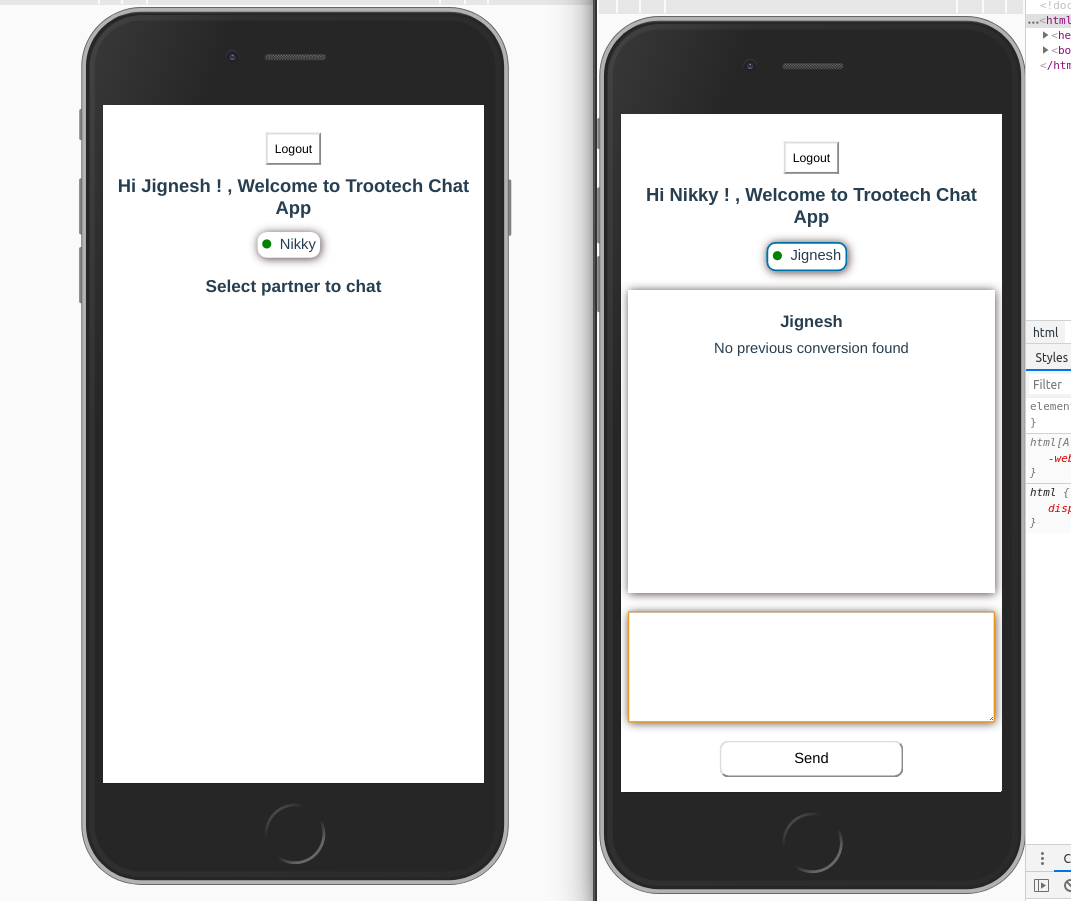 Logout
Hi Jignesh ! , Welcome to Trootech Chat
App
Nikky
Select partner to chat
Logout
Hi Nikky ! , Welcome to Trootech Chat
App
Jignesh
Jignesh
No previous conversion found
Send
<!doc
...<html
<he
<bo
</htm
html
Styles
Filter
elemen
}
html[A
-web
}
html {
disp
}
C